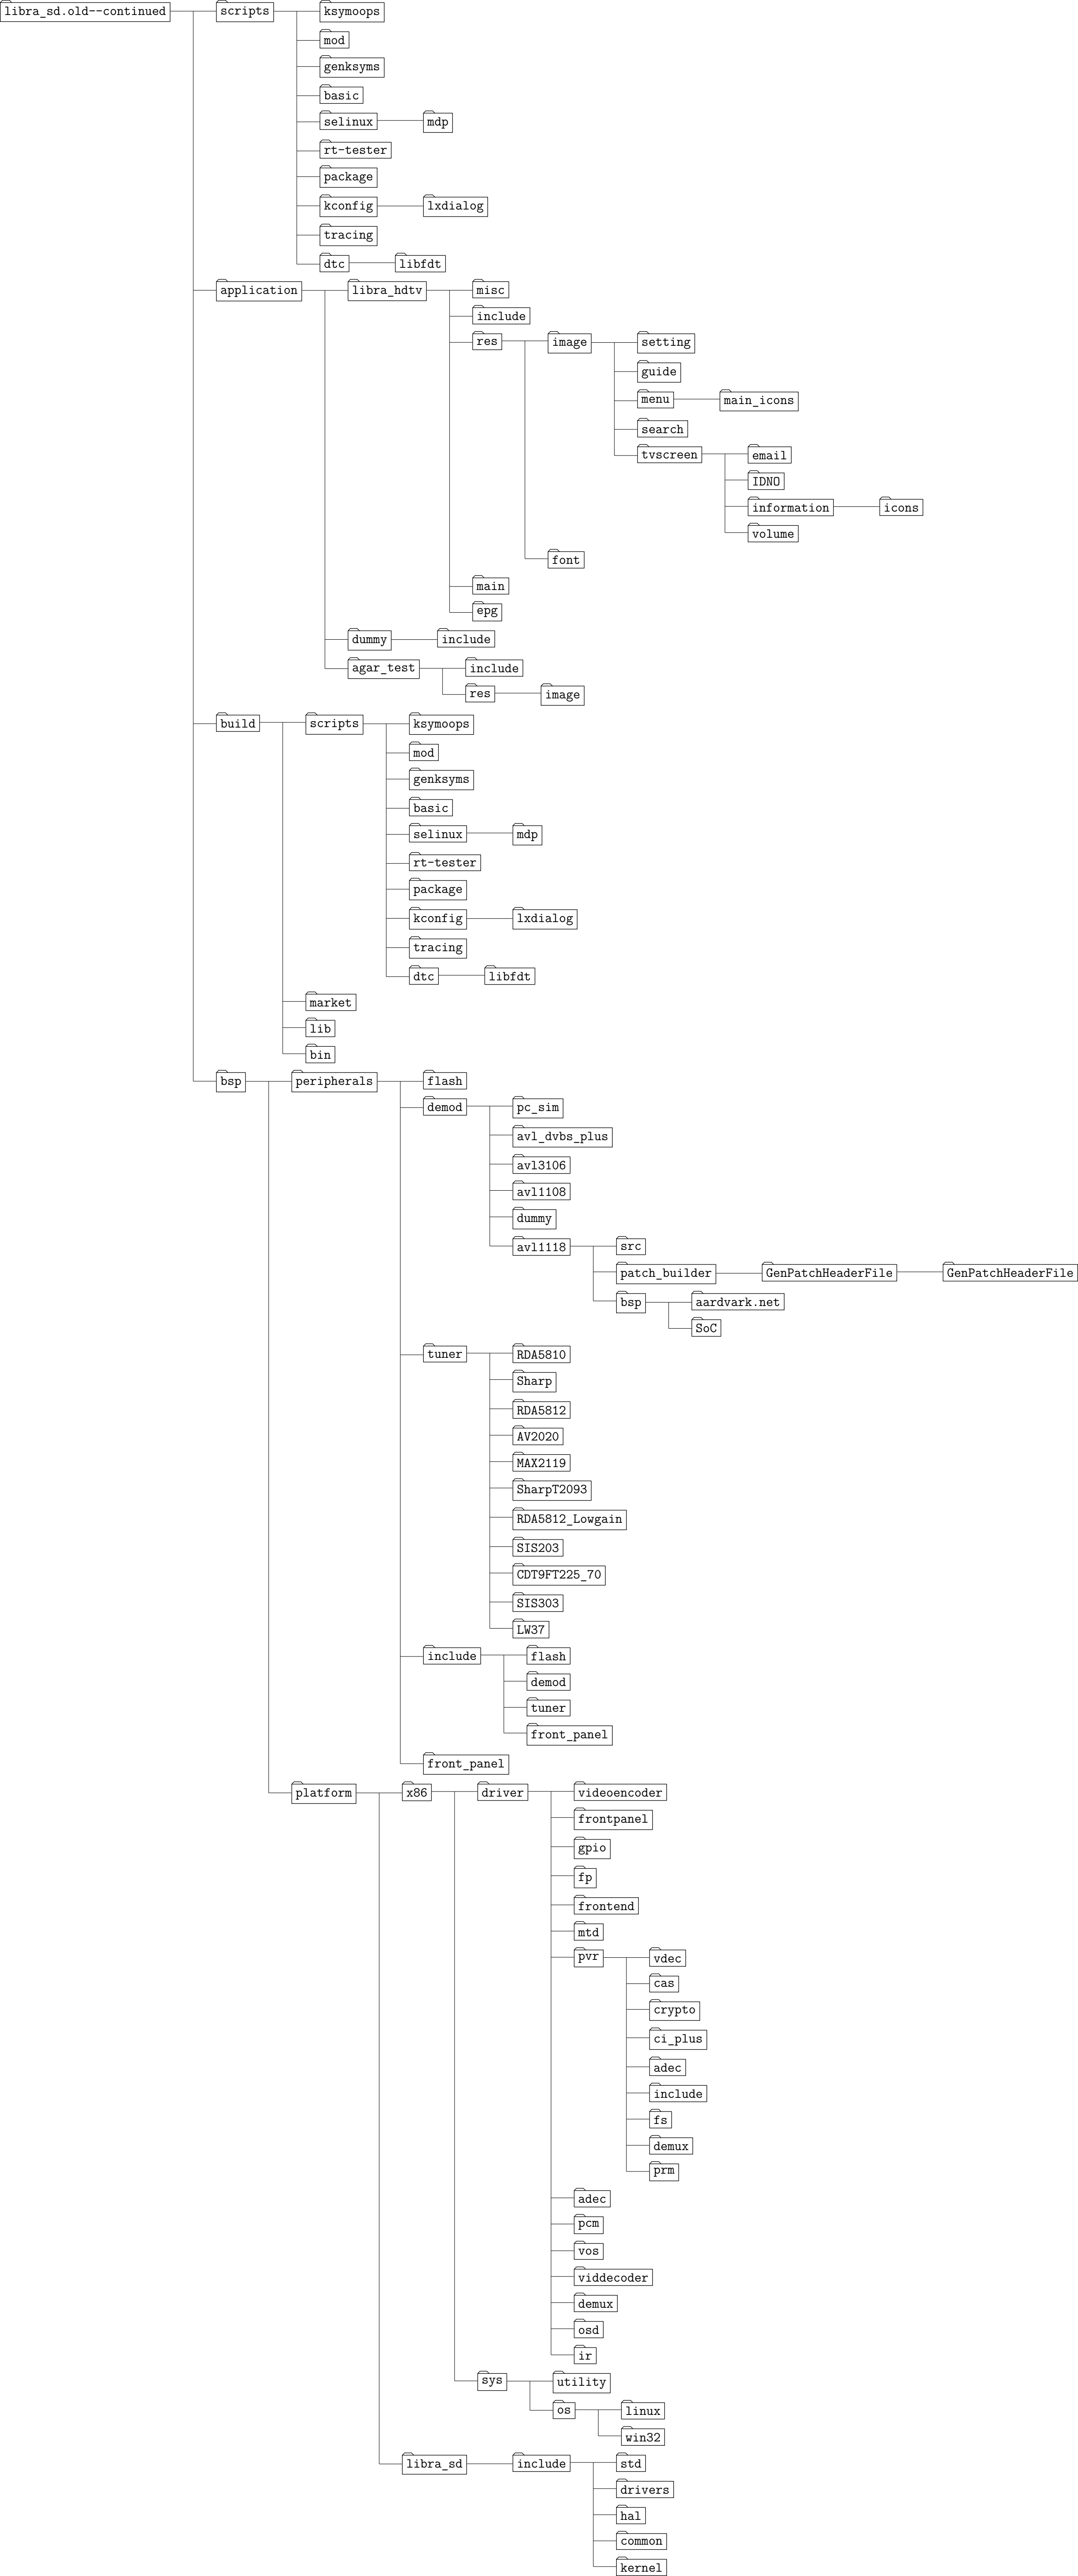 libra_sd.old--continued
scripts
ksymoops
mod
genksyms
basic
selinux
mdp
rt-tester
package
kconfig
lxdialog
tracing
dtc
libfdt
application
libra_hdtv
misc
include
res
image
setting
guide
menu
main_icons
search
tvscreen
email
IDNO
information
icons
volume
font
main
epg
dummy
include
agar_test
include
res
image
build
scripts
ksymoops
mod
genksyms
basic
selinux
mdp
rt-tester
package
kconfig
lxdialog
tracing
dtc
libfdt
market
lib
bin
bsp
peripherals
flash
demod
pc_sim
avl_dvbs_plus
avl3106
avl1108
dummy
avl1118
src
patch_builder
GenPatchHeaderFile
GenPatchHeaderFile
bsp
aardvark.net
SoC
tuner
RDA5810
Sharp
RDA5812
AV2020
MAX2119
SharpT2093
RDA5812_Lowgain
SIS203
CDT9FT225_70
SIS303
LW37
include
flash
demod
tuner
front_panel
front_panel
platform
x86
driver
videoencoder
frontpanel
gpio
fp
frontend
mtd
pvr
vdec
cas
crypto
ci_plus
adec
include
fs
demux
prm
adec
pcm
vos
viddecoder
demux
osd
ir
sys
utility
os
linux
win32
libra_sd
include
std
drivers
hal
common
kernel